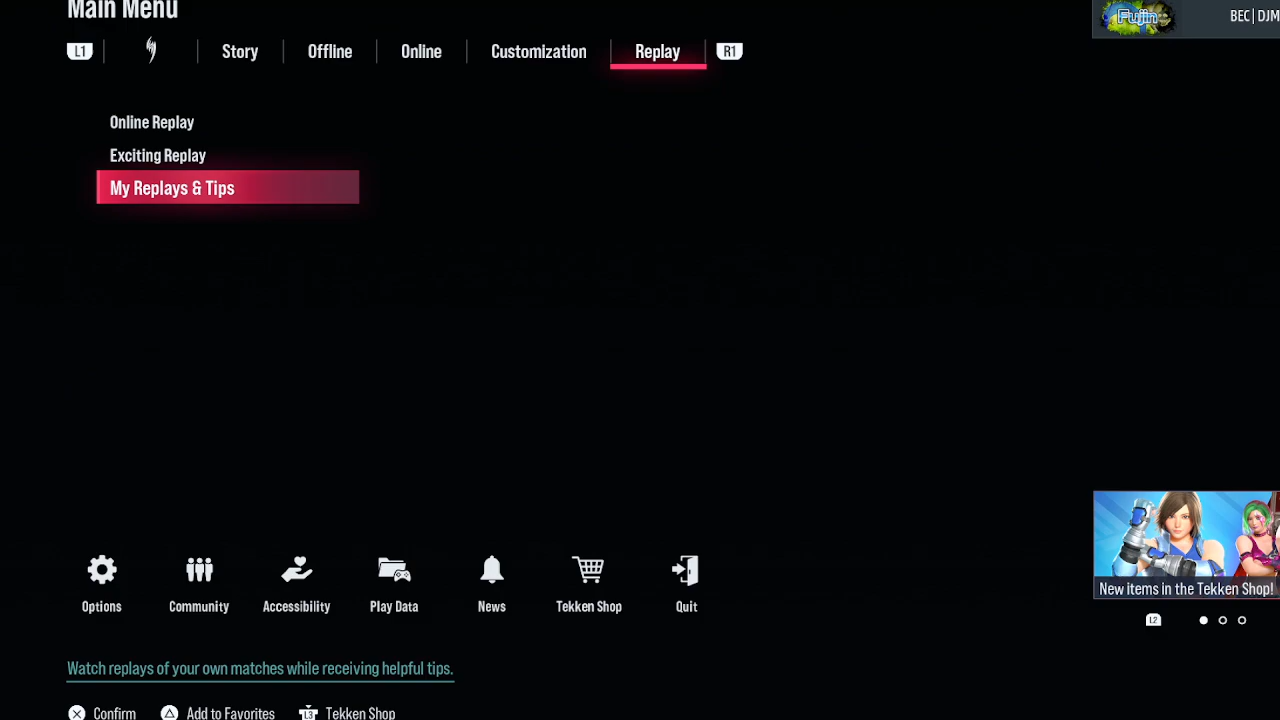 Main Menu
Fujin
BEC | DJM
L1
Story
Offline
Online
Customization
Replay
R1
Online Replay
Exciting Replay
My Replays & Tips
New items in the Tekken Shop!
L2
Options
Community
Accessibility
Play Data
News
Tekken Shop
Quit
Watch replays of your own matches while receiving helpful tips.
Confirm
Add to Favorites
L3
Tekken Shop